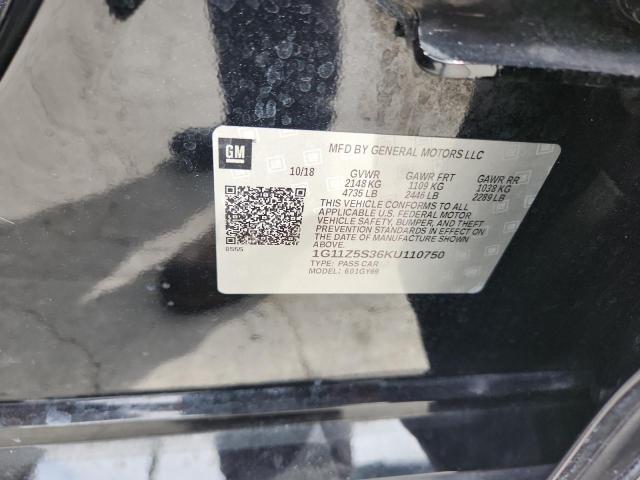 GM
MFD BY GENERAL MOTORS LLC
10/18
GVWR GAWR FRT GAWR RR
2148 KG 1109 KG 1038 KG
4735 LB 2446 LB 2289 LB
THIS VEHICLE CONFORMS TO ALL
APPLICABLE U.S. FEDERAL MOTOR
VEHICLE SAFETY, BUMPER, AND THEFT
PREVENTION STANDARDS IN EFFECT
ON THE DATE OF MANUFACTURE
SHOWN ABOVE.
1G11Z5S36KU110750
TYPE: PASS CAR
MODEL: 6010Y69